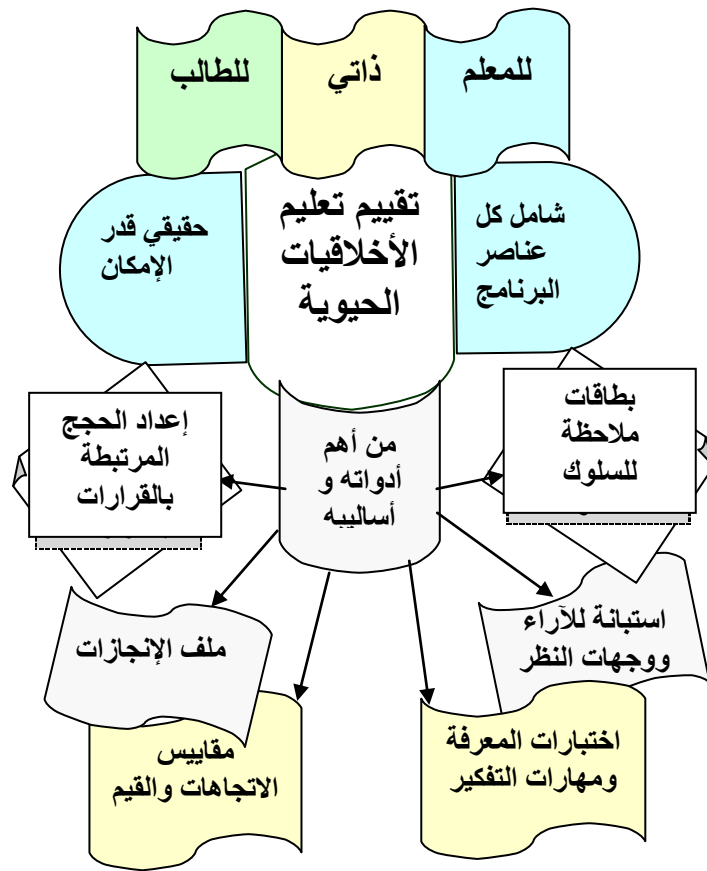 للمعلم
ذاتي
للطالب
تقييم تعليم
الأخلاقيات
الحيوية
شامل كل
عناصر
البرنامج
حقيقي قدر
الإمكان
من أهم
أدواته و
أساليبه
بطاقات
ملاحظة
للسلوك
إعداد الحجج
المرتبطة
بالقرارات
استبانة للآراء
ووجهات النظر
ملف الإنجازات
اختبارات المعرفة
ومهارات التفكير
مقاييس
الاتجاهات والقيم